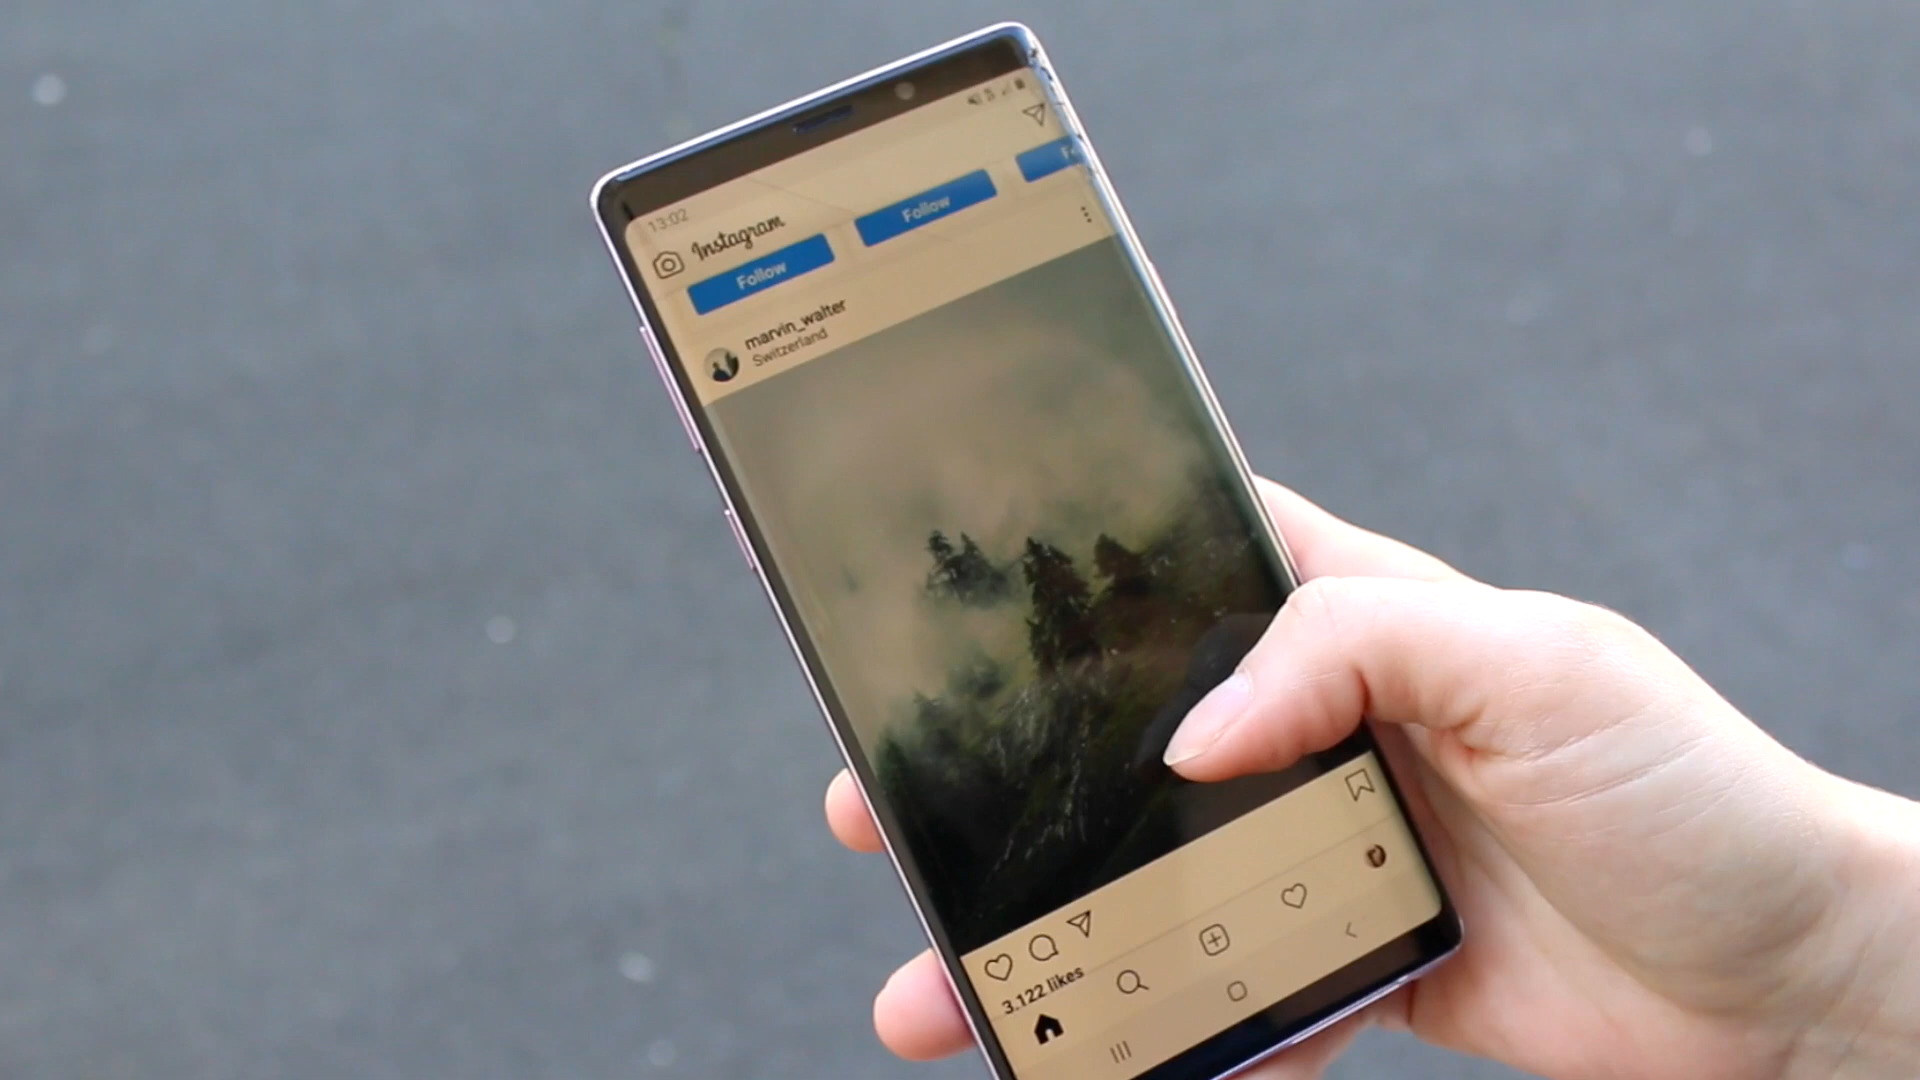 13:02
Instagram
Follow
Follow
marvin_walter
Switzerland
3.122 likes